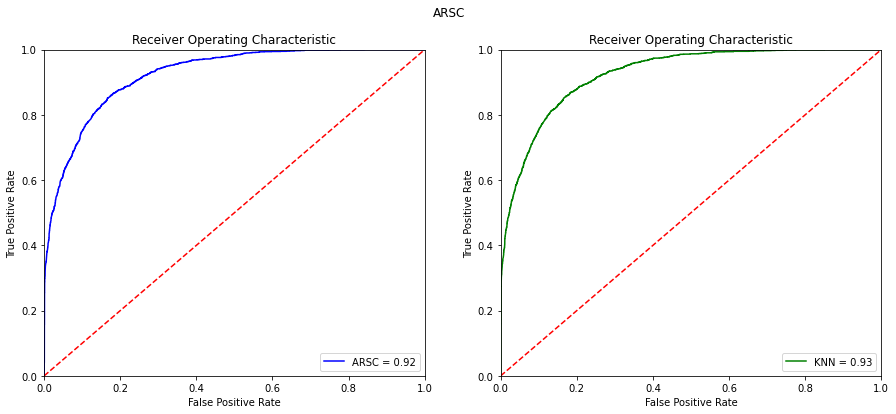 ARSC
Receiver Operating Characteristic
1.0
0.8
0.6
0.4
0.2
0.0
True Positive Rate
0.0 0.2 0.4 0.6 0.8 1.0
False Positive Rate
ARSC = 0.92
Receiver Operating Characteristic
1.0
0.8
0.6
0.4
0.2
0.0
True Positive Rate
0.0 0.2 0.4 0.6 0.8 1.0
False Positive Rate
KNN = 0.93